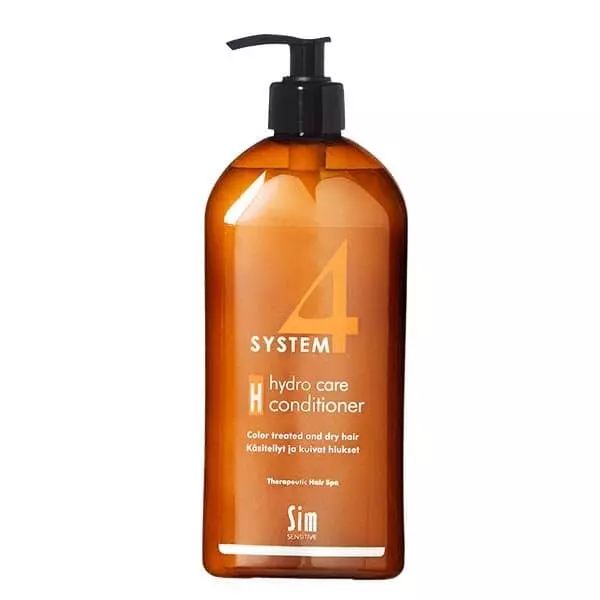 4
SYSTEM
H
hydro care
conditioner
Color treated and dry hair
Käsitellyt ja kuivat hiukset
Therapeutic Hair Spa
Sim
SENSITIVE